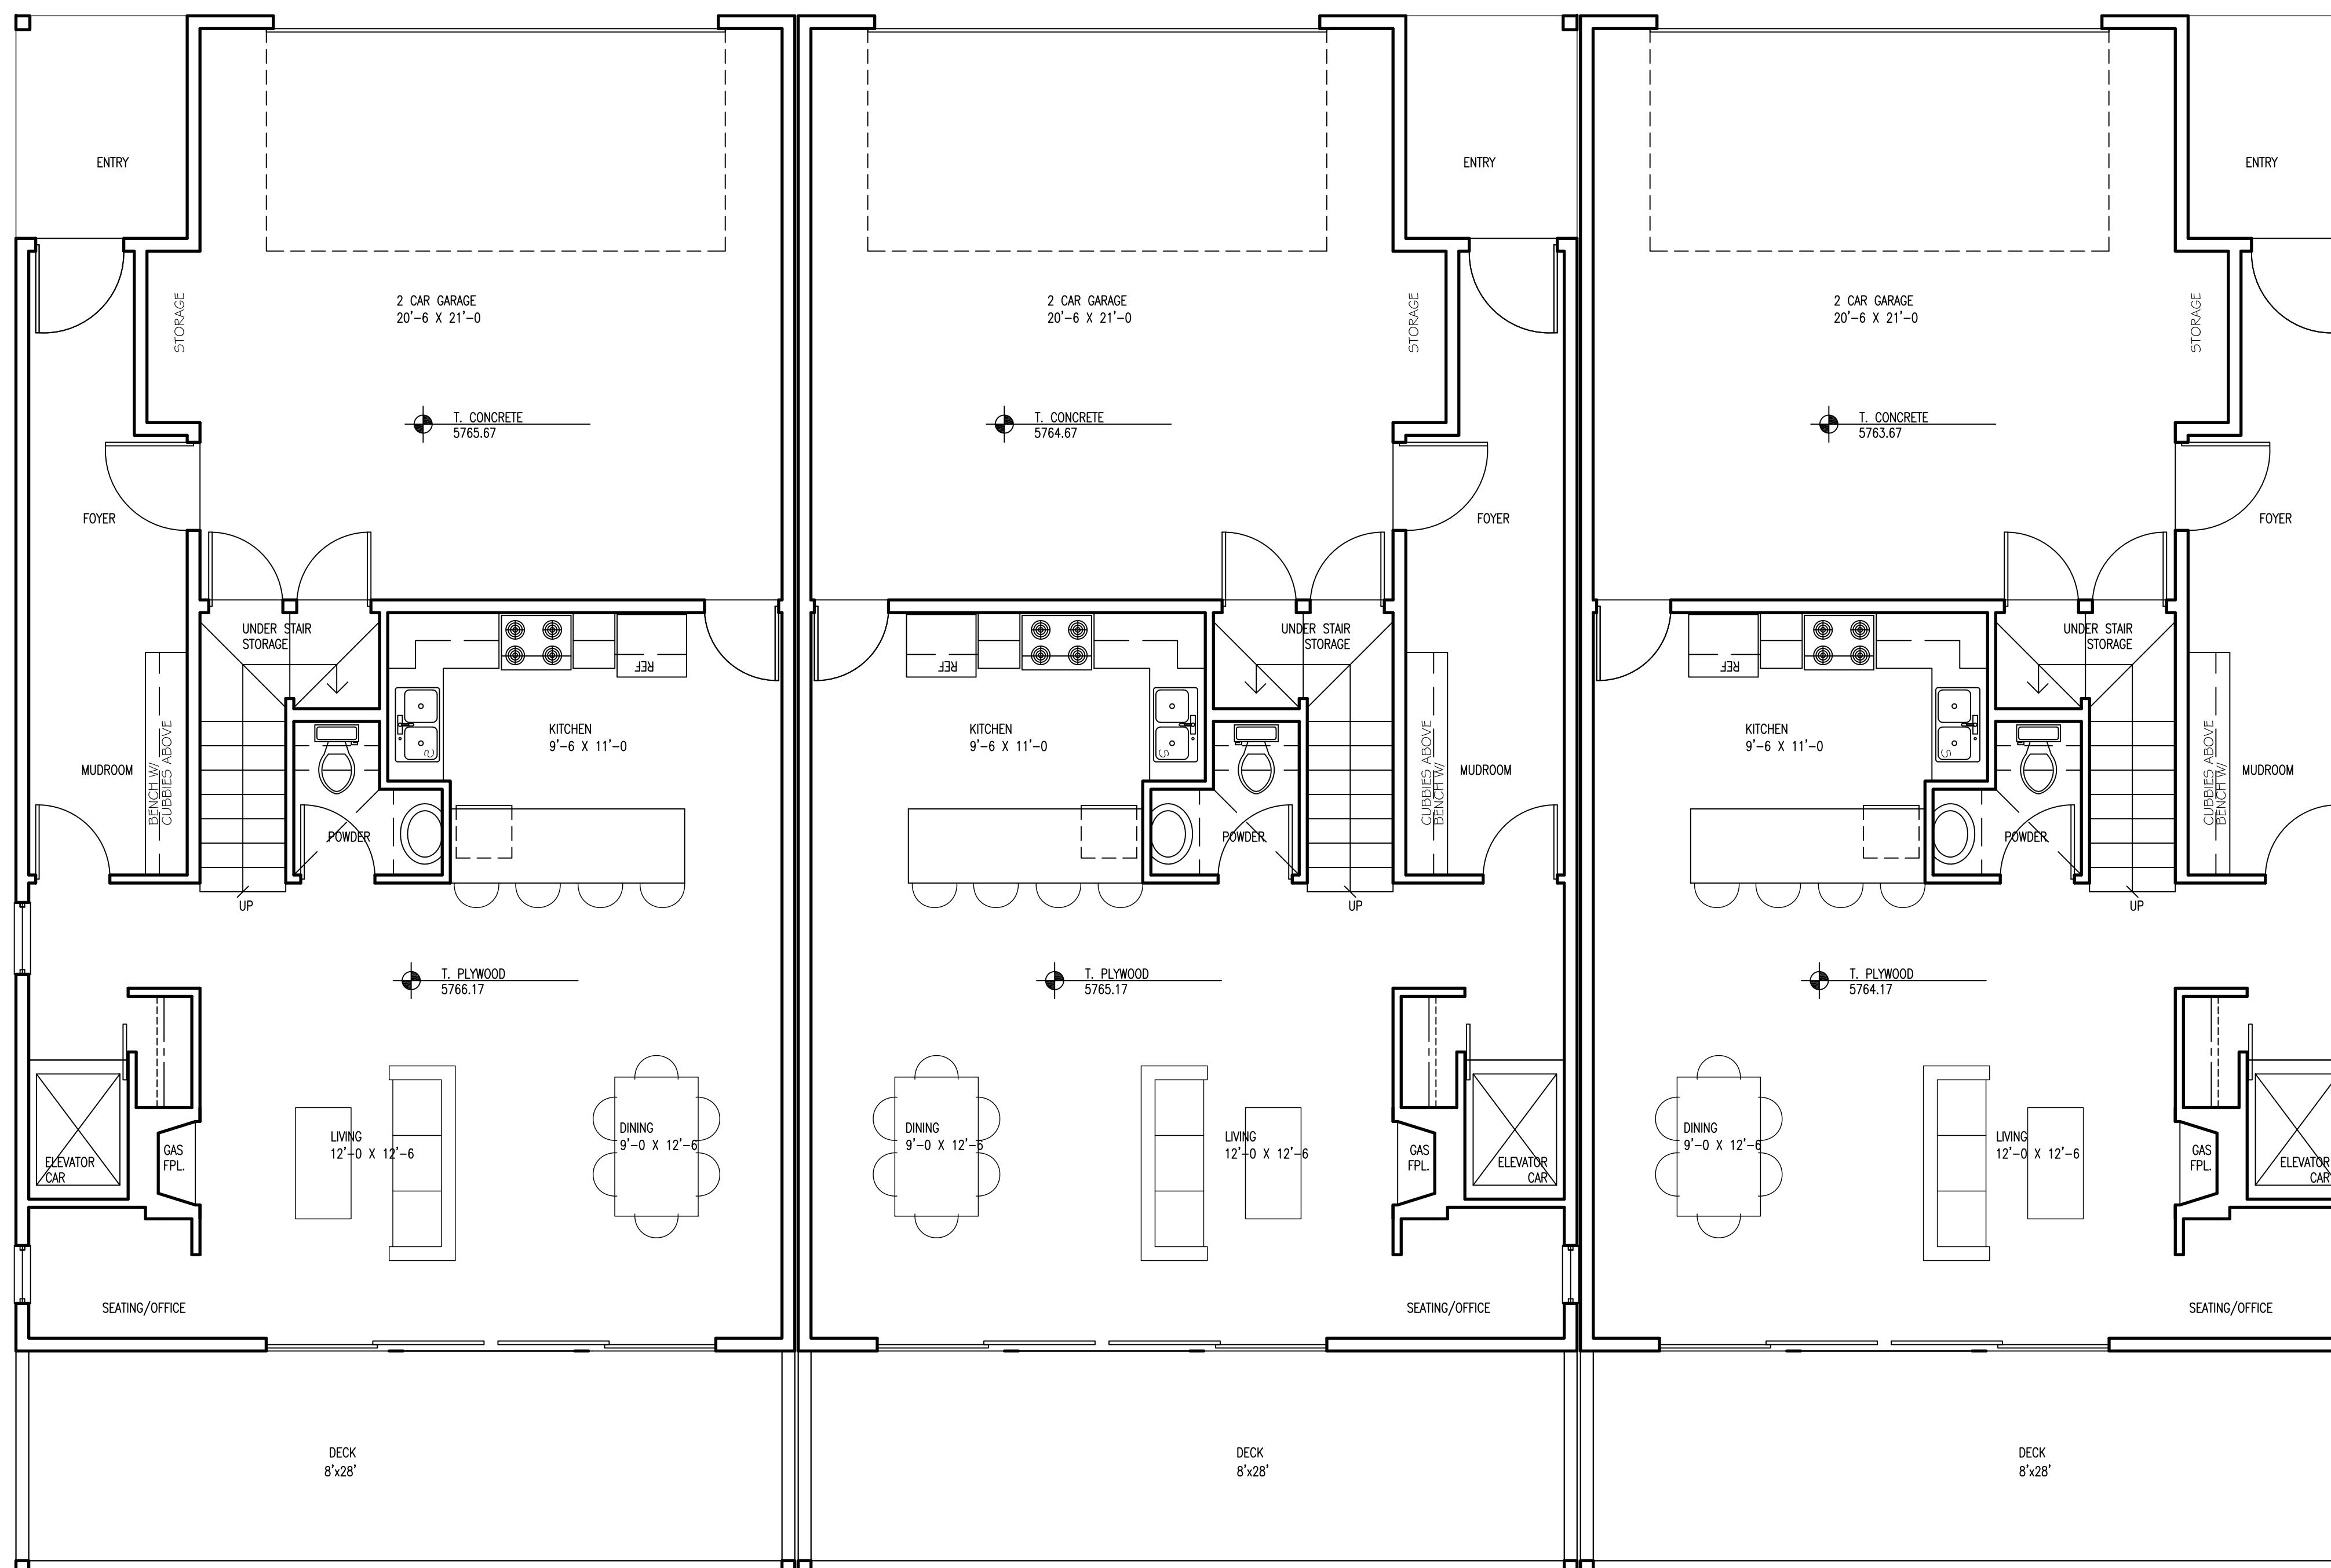 ENTRY
ENTRY
ENTRY
2 CAR GARAGE
20'-6 X 21'-0
STORAGE
2 CAR GARAGE
20'-6 X 21'-0
STORAGE
2 CAR GARAGE
20'-6 X 21'-0
STORAGE
T. CONCRETE
5765.67
T. CONCRETE
5764.67
T. CONCRETE
5763.67
FOYER
FOYER
FOYER
UNDER STAIR
STORAGE
REF
REF
UNDER STAIR
STORAGE
REF
UNDER STAIR
STORAGE
KITCHEN
9'-6 X 11'-0
KITCHEN
9'-6 X 11'-0
KITCHEN
9'-6 X 11'-0
MUDROOM
BENCH W/
CUBBIES ABOVE
CUBBIES ABOVE
BENCH W/
MUDROOM
CUBBIES ABOVE
BENCH W/
MUDROOM
POWDER
POWDER
POWDER
UP
UP
UP
T. PLYWOOD
5766.17
T. PLYWOOD
5765.17
T. PLYWOOD
5764.17
ELEVATOR
CAR
GAS
FPL.
LIVING
12'-0 X 12'-6
DINING
9'-0 X 12'-6
DINING
9'-0 X 12'-6
LIVING
12'-0 X 12'-6
GAS
FPL.
ELEVATOR
CAR
DINING
9'-0 X 12'-6
LIVING
12'-0 X 12'-6
GAS
FPL.
ELEVATOR
CAR
SEATING/OFFICE
SEATING/OFFICE
SEATING/OFFICE
DECK
8'x28'
DECK
8'x28'
DECK
8'x28'